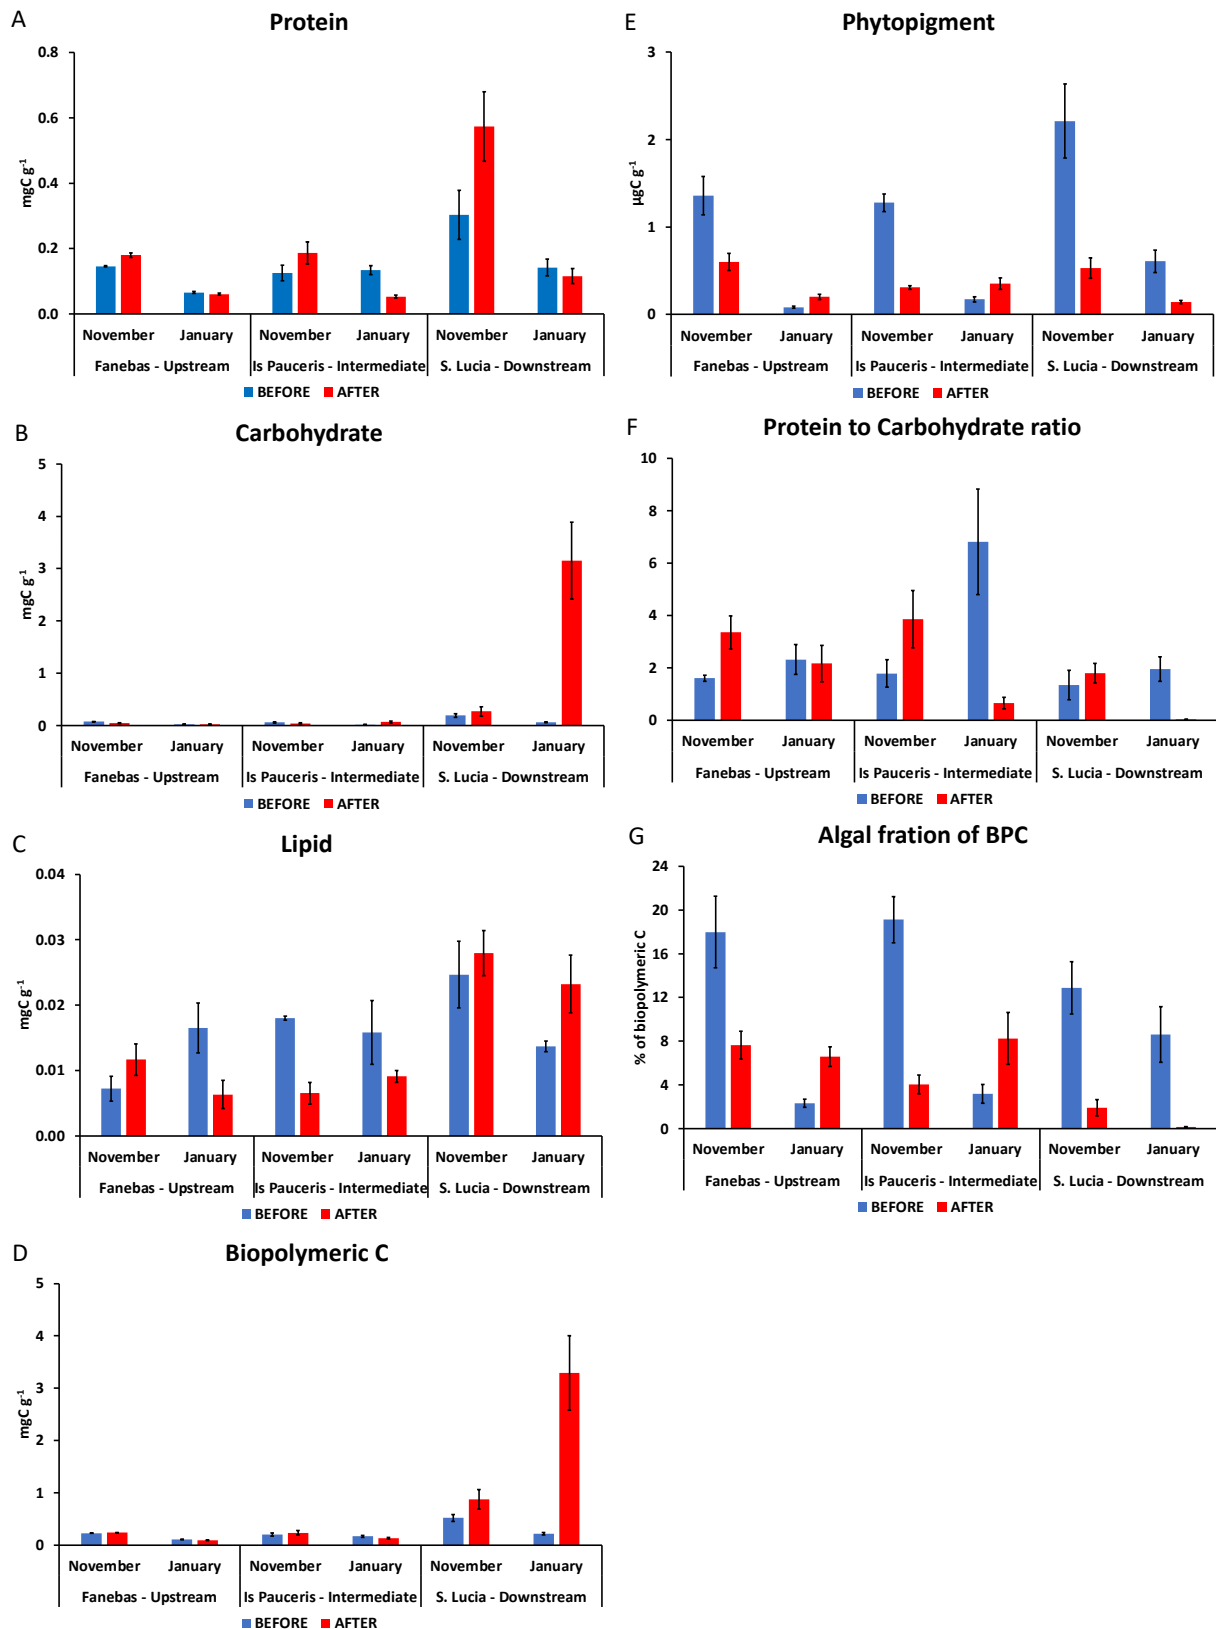 A
Protein
mgC g⁻¹
0.8
0.6
0.4
0.2
0.0
November January November January November January
Fanebas - Upstream Is Pauceris - Intermediate S. Lucia - Downstream
BEFORE AFTER
B
Carbohydrate
mgC g⁻¹
5
4
3
2
1
0
November January November January November January
Fanebas - Upstream Is Pauceris - Intermediate S. Lucia - Downstream
BEFORE AFTER
C
Lipid
mgC g⁻¹
0.04
0.03
0.02
0.01
0.00
November January November January November January
Fanebas - Upstream Is Pauceris - Intermediate S. Lucia - Downstream
BEFORE AFTER
D
Biopolymeric C
mgC g⁻¹
5
4
3
2
1
0
November January November January November January
Fanebas - Upstream Is Pauceris - Intermediate S. Lucia - Downstream
BEFORE AFTER
E
Phytopigment
µgC g⁻¹
3
2
1
0
November January November January November January
Fanebas - Upstream Is Pauceris - Intermediate S. Lucia - Downstream
BEFORE AFTER
F
Protein to Carbohydrate ratio
10
8
6
4
2
0
November January November January November January
Fanebas - Upstream Is Pauceris - Intermediate S. Lucia - Downstream
BEFORE AFTER
G
Algal fration of BPC
% of biopolymeric C
24
20
16
12
8
4
0
November January November January November January
Fanebas - Upstream Is Pauceris - Intermediate S. Lucia - Downstream
BEFORE AFTER